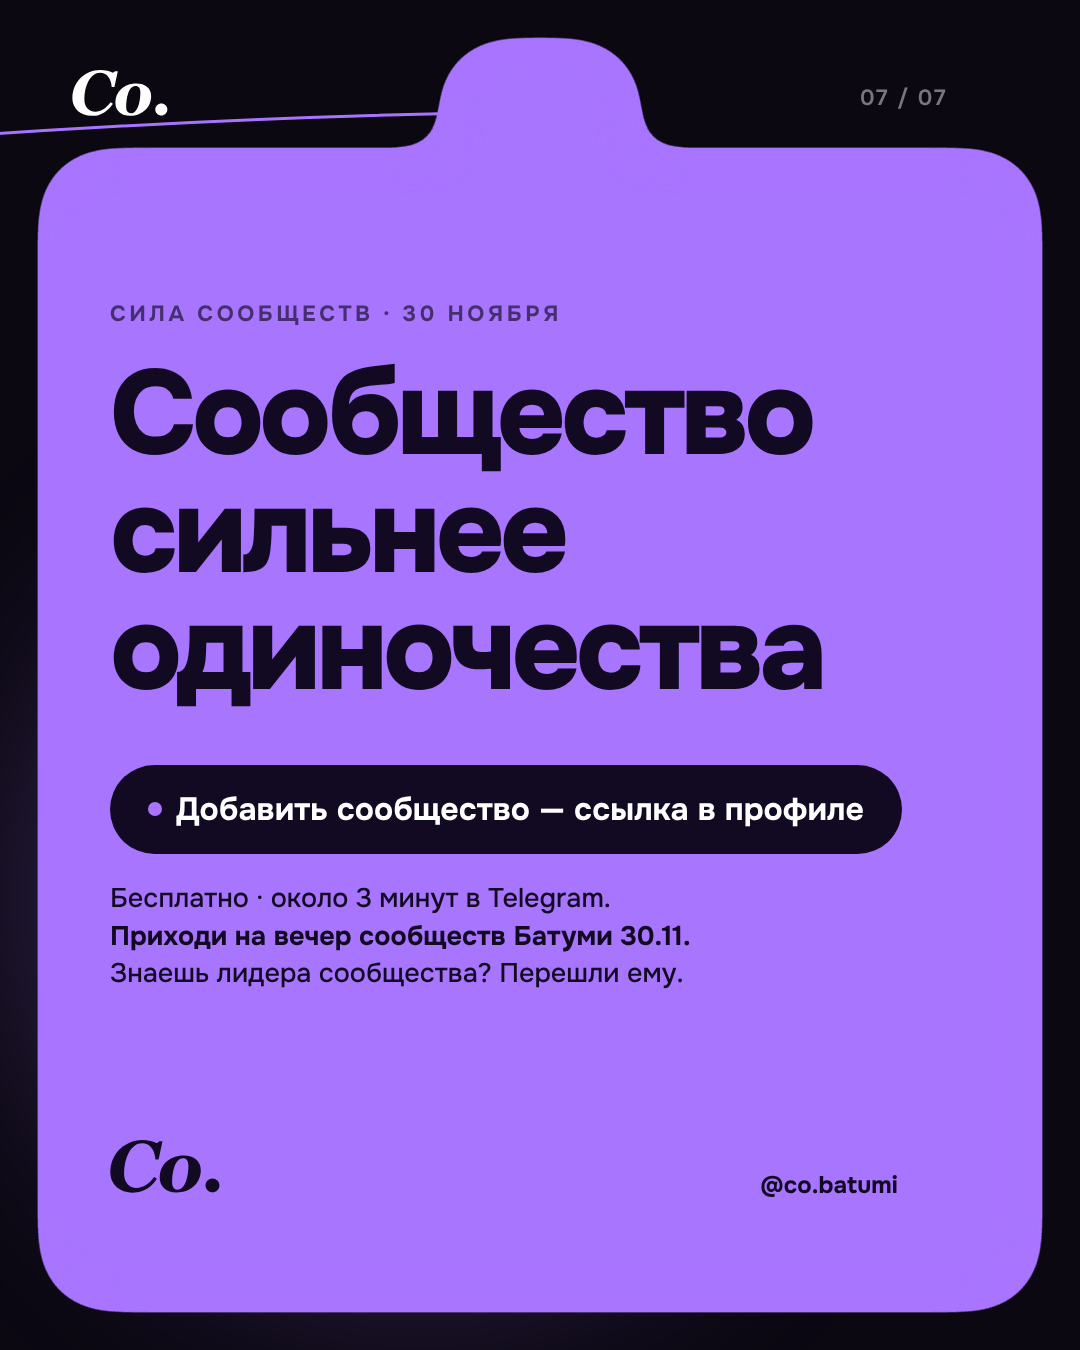 Co.
07 / 07
СИЛА СООБЩЕСТВ · 30 НОЯБРЯ
Сообщество
сильнее
одиночества
Добавить сообщество — ссылка в профиле
Бесплатно · около 3 минут в Telegram.
Приходи на вечер сообществ Батуми 30.11.
Знаешь лидера сообщества? Перешли ему.
Co.
@co.batumi